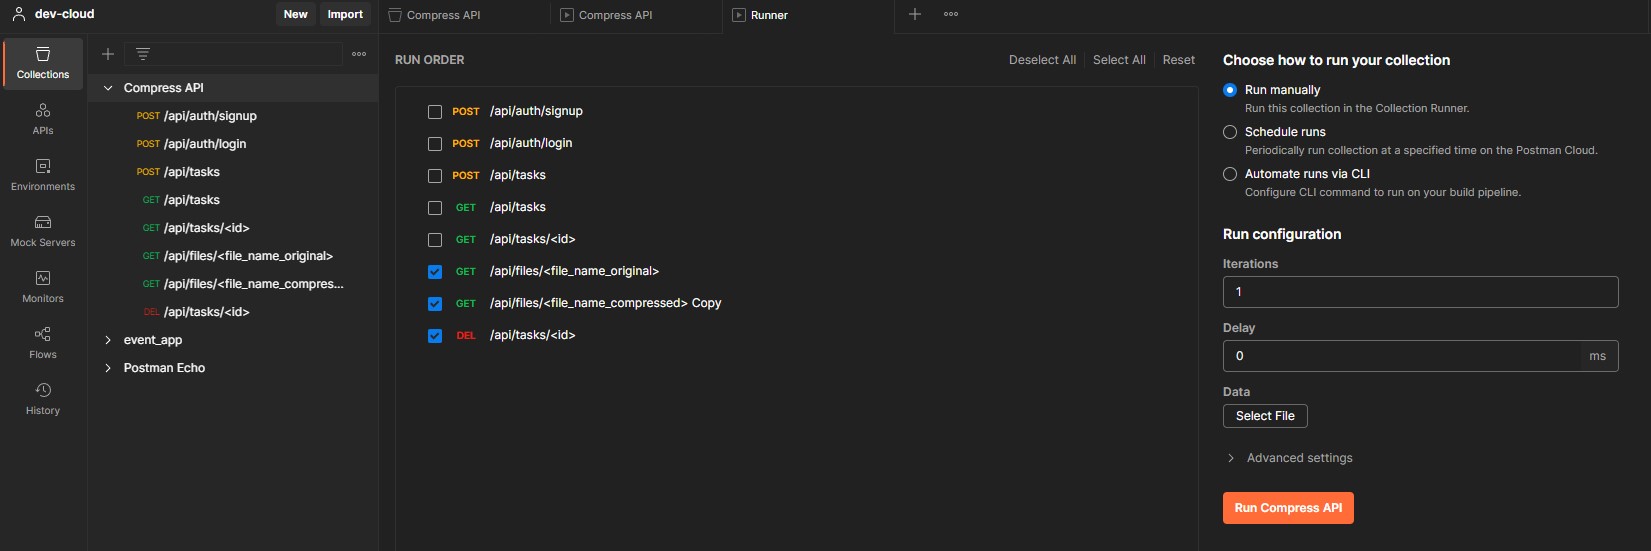 dev-cloud
New
Import
Compress API
Compress API
Runner
Collections
APIs
Environments
Mock Servers
Monitors
Flows
History
Compress API
POST /api/auth/signup
POST /api/auth/login
POST /api/tasks
GET /api/tasks
GET /api/tasks/<id>
GET /api/files/<file_name_original>
GET /api/files/<file_name_compres...
DEL /api/tasks/<id>
event_app
Postman Echo
RUN ORDER
Deselect All
Select All
Reset
POST /api/auth/signup
POST /api/auth/login
POST /api/tasks
GET /api/tasks
GET /api/tasks/<id>
GET /api/files/<file_name_original>
GET /api/files/<file_name_compressed> Copy
DEL /api/tasks/<id>
Choose how to run your collection
Run manually
Run this collection in the Collection Runner.
Schedule runs
Periodically run collection at a specified time on the Postman Cloud.
Automate runs via CLI
Configure CLI command to run on your build pipeline.
Run configuration
Iterations
1
Delay
0 ms
Data
Select File
Advanced settings
Run Compress API